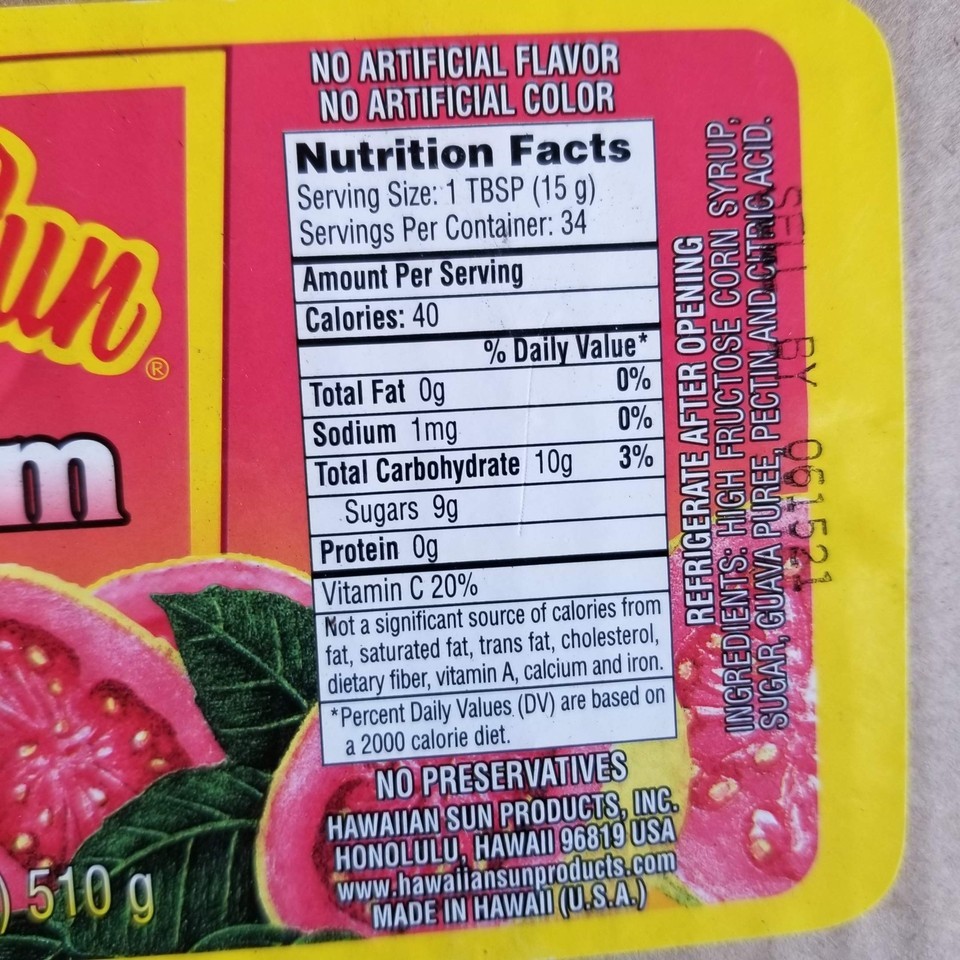 un
®
m
) 510 g
NO ARTIFICIAL FLAVOR
NO ARTIFICIAL COLOR
Nutrition Facts
Serving Size: 1 TBSP (15 g)
Servings Per Container: 34
Amount Per Serving
Calories: 40
% Daily Value*
Total Fat 0g 0%
Sodium 1mg 0%
Total Carbohydrate 10g 3%
Sugars 9g
Protein 0g
Vitamin C 20%
Not a significant source of calories from
fat, saturated fat, trans fat, cholesterol,
dietary fiber, vitamin A, calcium and iron.
*Percent Daily Values (DV) are based on
a 2000 calorie diet.
NO PRESERVATIVES
HAWAIIAN SUN PRODUCTS, INC.
HONOLULU, HAWAII 96819 USA
www.hawaiiansunproducts.com
MADE IN HAWAII (U.S.A.)
REFRIGERATE AFTER OPENING
INGREDIENTS: HIGH FRUCTOSE CORN SYRUP,
SUGAR, GUAVA PUREE, PECTIN AND CITRIC ACID.
SELL BY 061521